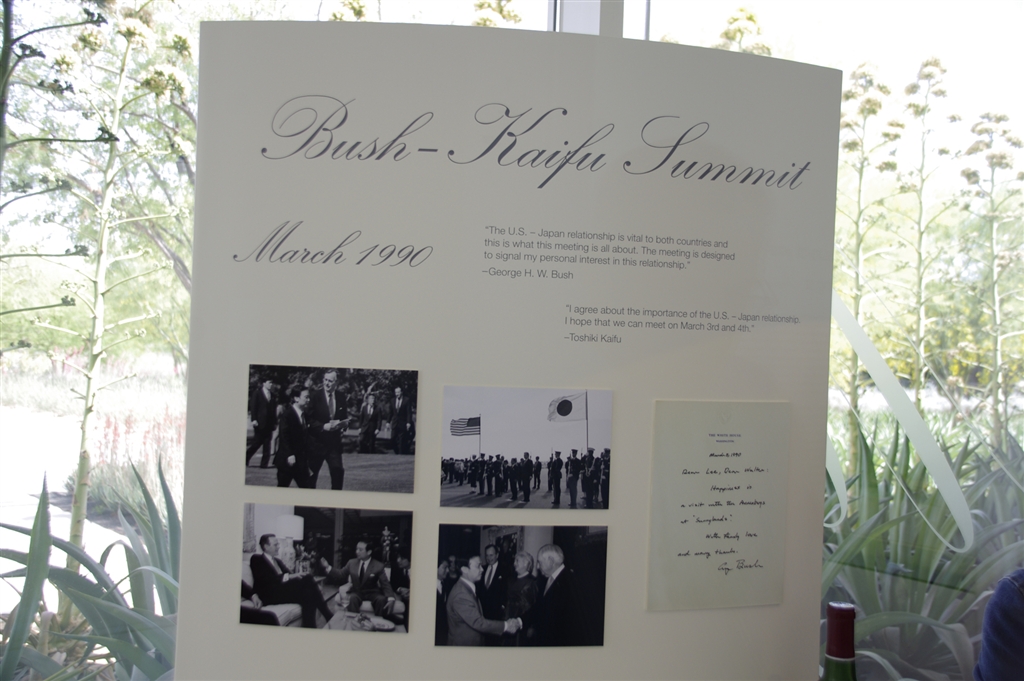 Bush-Kaifu Summit
March 1990
"The U.S. – Japan relationship is vital to both countries and
this is what this meeting is all about. The meeting is designed
to signal my personal interest in this relationship."
–George H. W. Bush
"I agree about the importance of the U.S. – Japan relationship.
I hope that we can meet on March 3rd and 4th."
–Toshiki Kaifu
THE WHITE HOUSE
WASHINGTON
Dear Lee, Dear Walter:
Happiness is
a visit with the Annenbergs
at "Sunnylands".
With Family love
and many thanks.
Bush